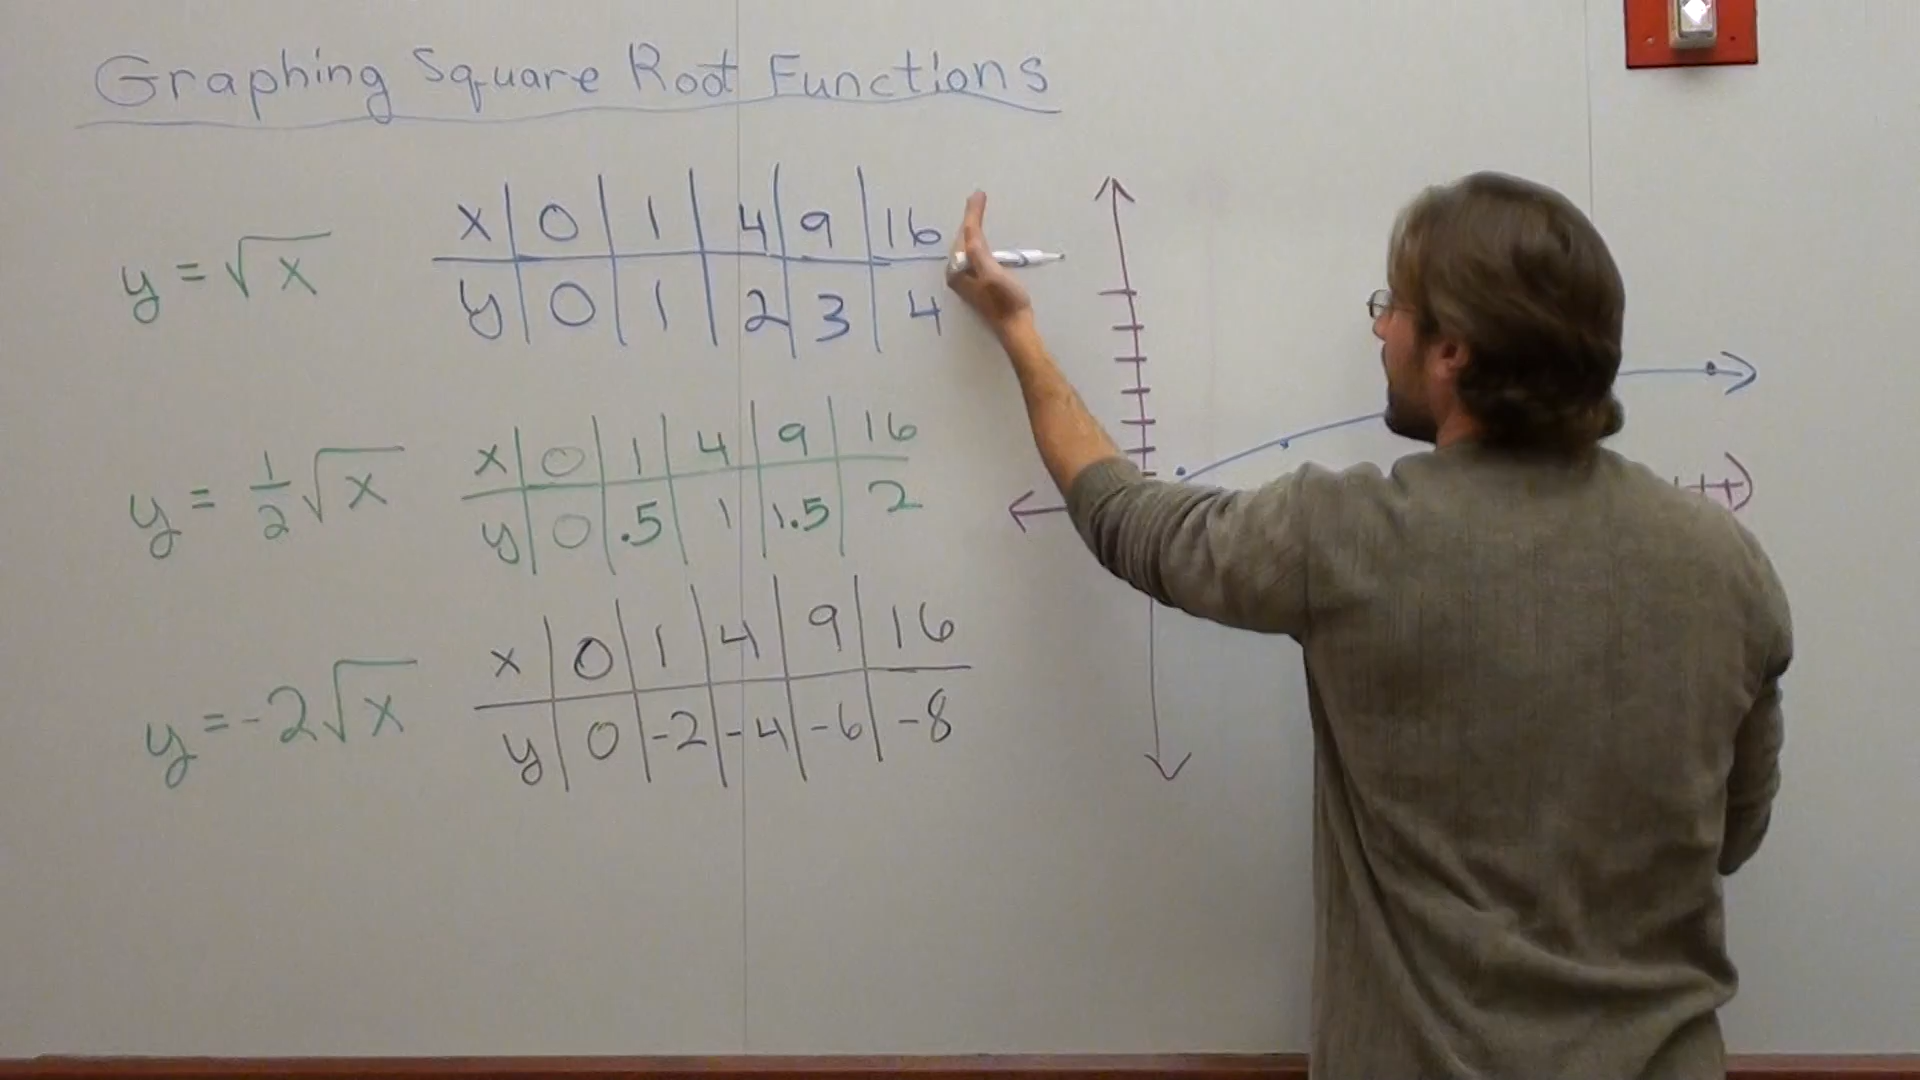 Graphing Square Root Functions
y = √x
x 0 1 4 9 16
y 0 1 2 3 4
y = 1/2 √x
x 0 1 4 9 16
y 0 .5 1 1.5 2
y = -2√x
x 0 1 4 9 16
y 0 -2 -4 -6 -8